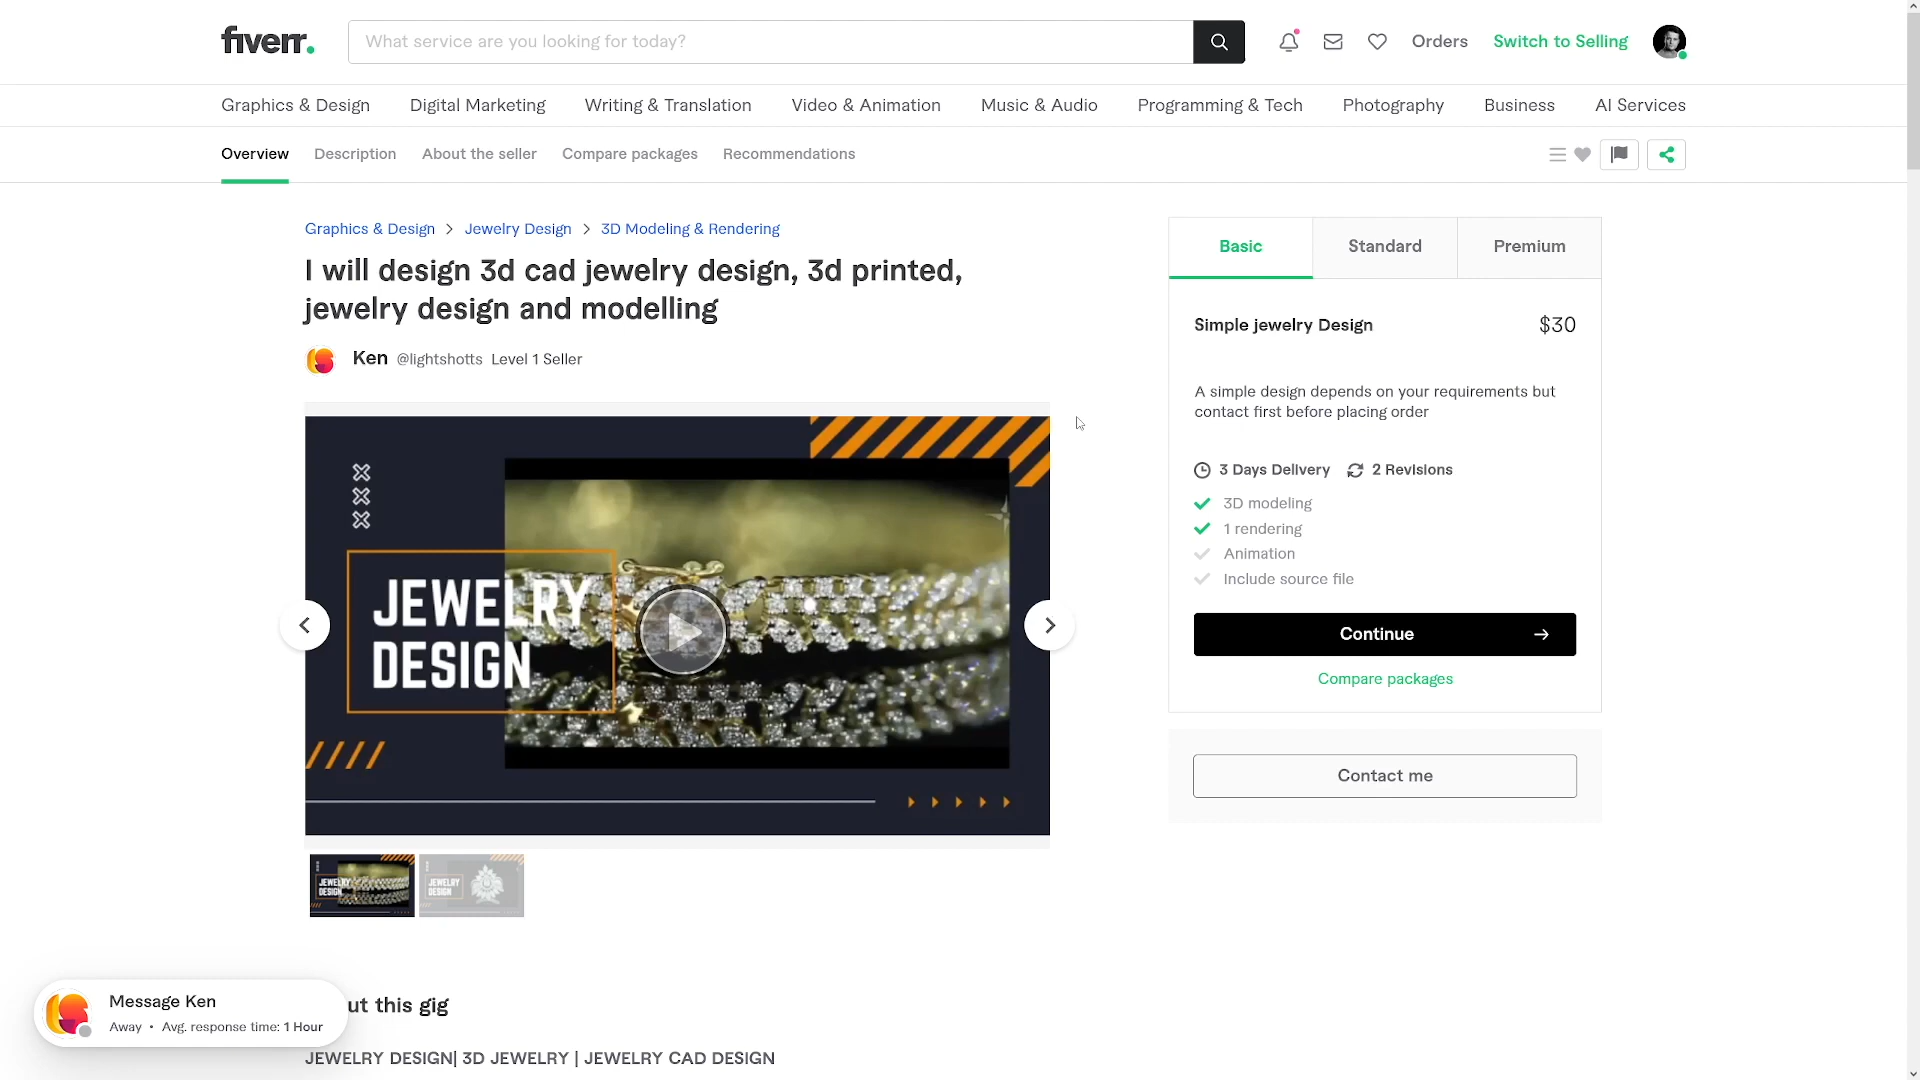 fiverr.
What service are you looking for today?
Orders
Switch to Selling
Graphics & Design
Digital Marketing
Writing & Translation
Video & Animation
Music & Audio
Programming & Tech
Photography
Business
AI Services
Overview
Description
About the seller
Compare packages
Recommendations
Graphics & Design > Jewelry Design > 3D Modeling & Rendering
I will design 3d cad jewelry design, 3d printed,
jewelry design and modelling
Ken @lightshotts Level 1 Seller
JEWELRY
DESIGN
JEWELRY
DESIGN
JEWELRY
DESIGN
Basic
Standard
Premium
Simple jewelry Design
$30
A simple design depends on your requirements but
contact first before placing order
3 Days Delivery
2 Revisions
3D modeling
1 rendering
Animation
Include source file
Continue
Compare packages
Contact me
Message Ken
Away • Avg. response time: 1 Hour
ut this gig
JEWELRY DESIGN| 3D JEWELRY | JEWELRY CAD DESIGN